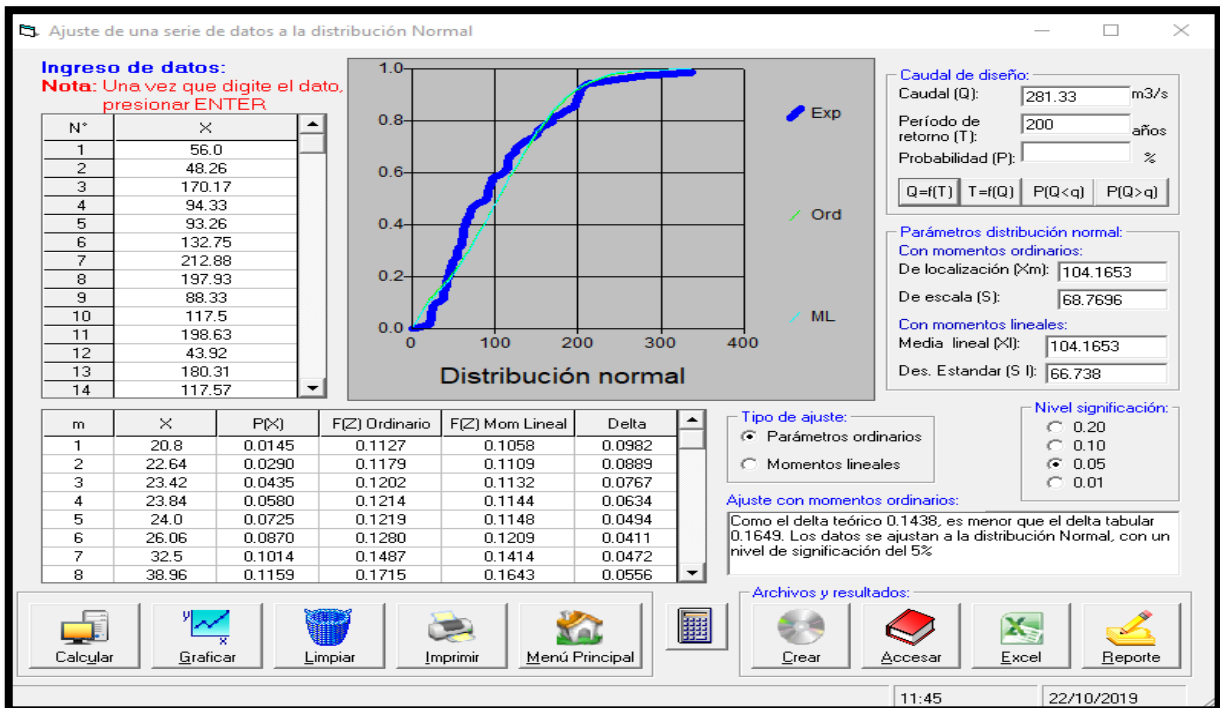 Ajuste de una serie de datos a la distribución Normal
Ingreso de datos:
Nota: Una vez que digite el dato,
presionar ENTER
N° X
1 56.0
2 48.26
3 170.17
4 94.33
5 93.26
6 132.75
7 212.88
8 197.93
9 88.33
10 117.5
11 198.63
12 43.92
13 180.31
14 117.57
1.0
0.8
0.6
0.4
0.2
0.0
0 100 200 300 400
Distribución normal
Exp
Ord
ML
Caudal de diseño:
Caudal (Q): 281.33 m3/s
Período de
retorno (T): 200 años
Probabilidad (P): %
Q=f(T) T=f(Q) P(Q<q) P(Q>q)
Parámetros distribución normal:
Con momentos ordinarios:
De localización (Xm): 104.1653
De escala (S): 68.7696
Con momentos lineales:
Media lineal (Xl): 104.1653
Des. Estandar (S l): 66.738
m X P(X) F(Z) Ordinario F(Z) Mom Lineal Delta
1 20.8 0.0145 0.1127 0.1058 0.0982
2 22.64 0.0290 0.1179 0.1109 0.0889
3 23.42 0.0435 0.1202 0.1132 0.0767
4 23.84 0.0580 0.1214 0.1144 0.0634
5 24.0 0.0725 0.1219 0.1148 0.0494
6 26.06 0.0870 0.1280 0.1209 0.0411
7 32.5 0.1014 0.1487 0.1414 0.0472
8 38.96 0.1159 0.1715 0.1643 0.0556
Tipo de ajuste:
Parámetros ordinarios
Momentos lineales
Nivel significación:
0.20
0.10
0.05
0.01
Ajuste con momentos ordinarios:
Como el delta teórico 0.1438, es menor que el delta tabular
0.1649. Los datos se ajustan a la distribución Normal, con un
nivel de significación del 5%
Calcular Graficar Limpiar Imprimir Menú Principal
Archivos y resultados:
Crear Accesar Excel Reporte
11:45 22/10/2019